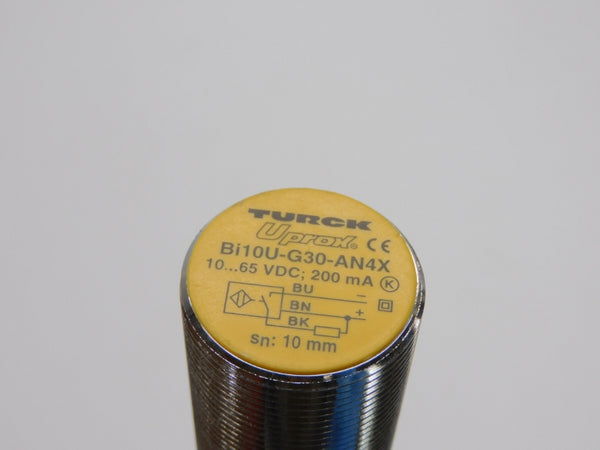 TURCK
Uprox® CE
Bi10U-G30-AN4X
10...65 VDC; 200 mA K
BU −
BN +
BK
sn: 10 mm